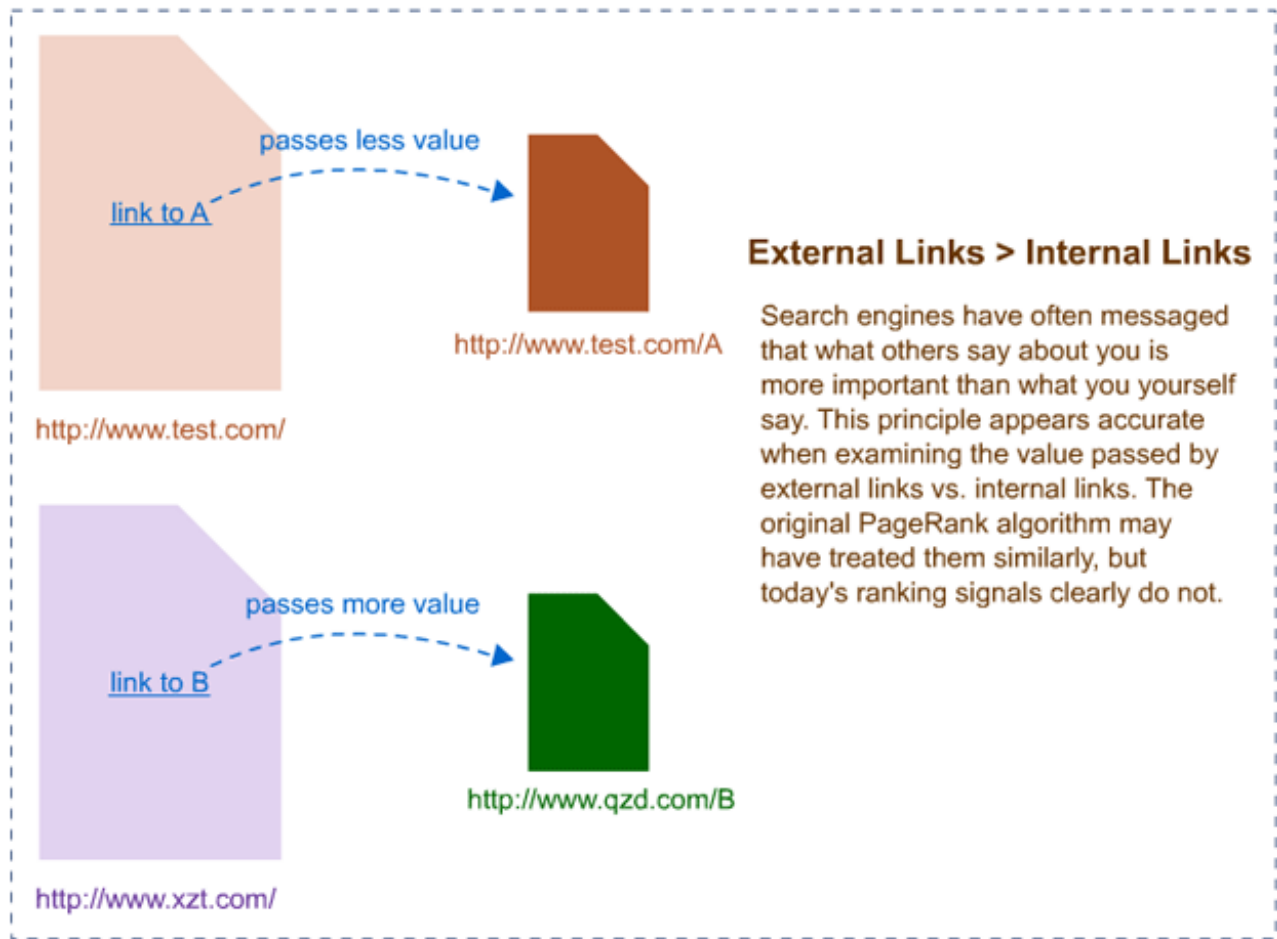 passes less value
link to A
http://www.test.com/A
http://www.test.com/
passes more value
link to B
http://www.qzd.com/B
http://www.xzt.com/
External Links > Internal Links
Search engines have often messaged
that what others say about you is
more important than what you yourself
say. This principle appears accurate
when examining the value passed by
external links vs. internal links. The
original PageRank algorithm may
have treated them similarly, but
today's ranking signals clearly do not.